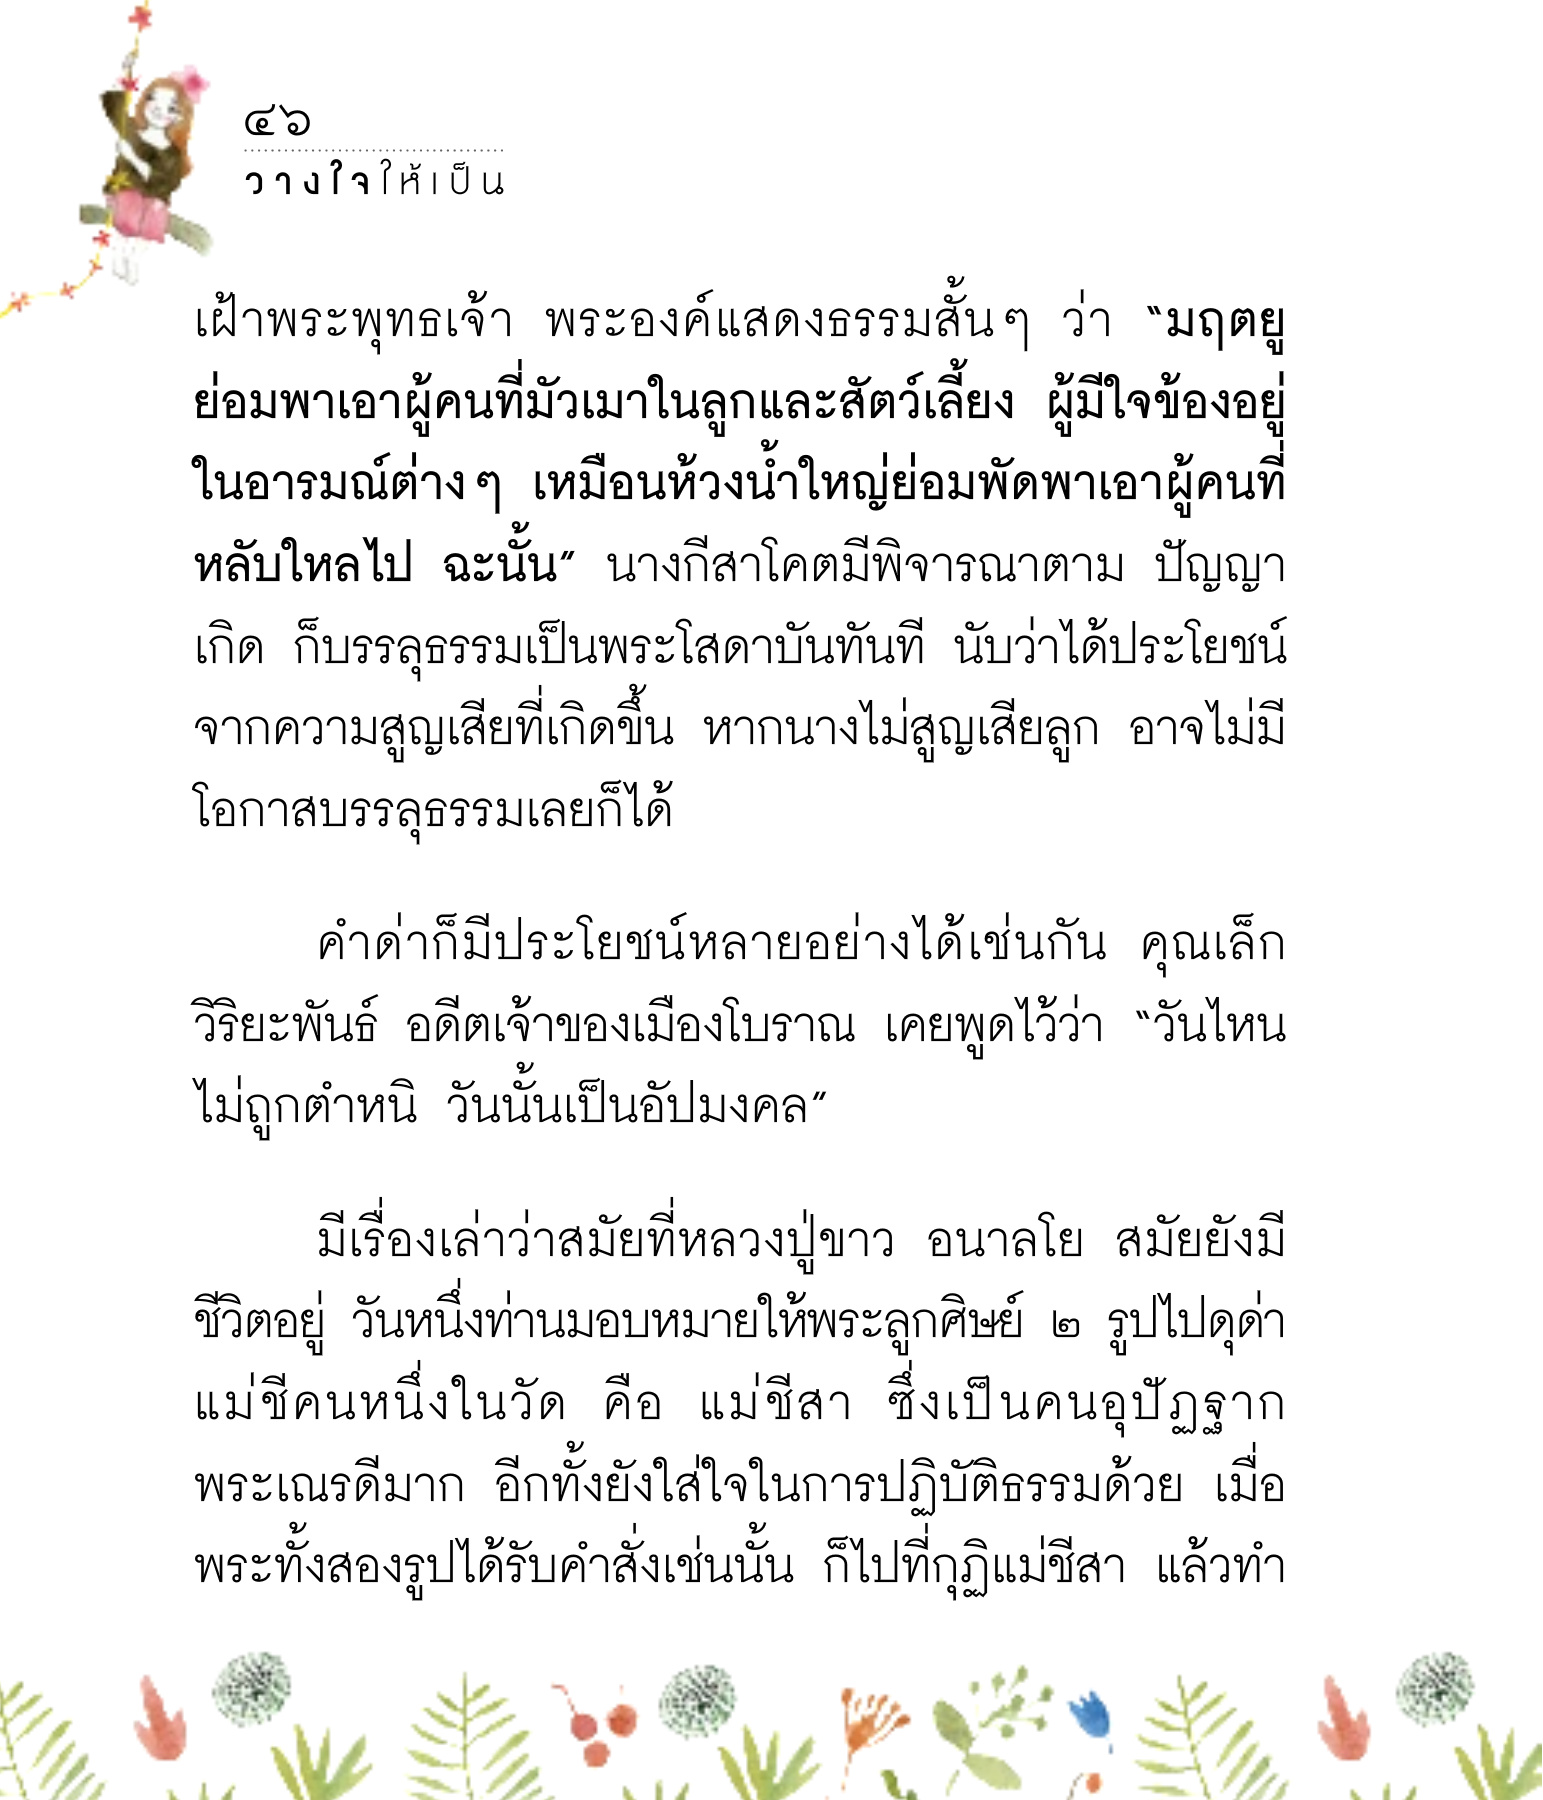 ๔๖
วางใจให้เป็น
เฝ้าพระพุทธเจ้า พระองค์แสดงธรรมสั้นๆ ว่า “มฤตยู
ย่อมพาเอาผู้คนที่มัวเมาในลูกและสัตว์เลี้ยง ผู้มีใจข้องอยู่
ในอารมณ์ต่างๆ เหมือนห้วงน้ำใหญ่ย่อมพัดพาเอาผู้คนที่
หลับใหลไป ฉะนั้น” นางกีสาโคตมีพิจารณาตาม ปัญญา
เกิด ก็บรรลุธรรมเป็นพระโสดาบันทันที นับว่าได้ประโยชน์
จากความสูญเสียที่เกิดขึ้น หากนางไม่สูญเสียลูก อาจไม่มี
โอกาสบรรลุธรรมเลยก็ได้
คำด่าก็มีประโยชน์หลายอย่างได้เช่นกัน คุณเล็ก
วิริยะพันธ์ อดีตเจ้าของเมืองโบราณ เคยพูดไว้ว่า “วันไหน
ไม่ถูกตำหนิ วันนั้นเป็นอัปมงคล”
มีเรื่องเล่าว่าสมัยที่หลวงปู่ขาว อนาลโย สมัยยังมี
ชีวิตอยู่ วันหนึ่งท่านมอบหมายให้พระลูกศิษย์ ๒ รูปไปดุด่า
แม่ชีคนหนึ่งในวัด คือ แม่ชีสา ซึ่งเป็นคนอุปัฏฐาก
พระเณรดีมาก อีกทั้งยังใส่ใจในการปฏิบัติธรรมด้วย เมื่อ
พระทั้งสองรูปได้รับคำสั่งเช่นนั้น ก็ไปที่กุฏิแม่ชีสา แล้วทำ